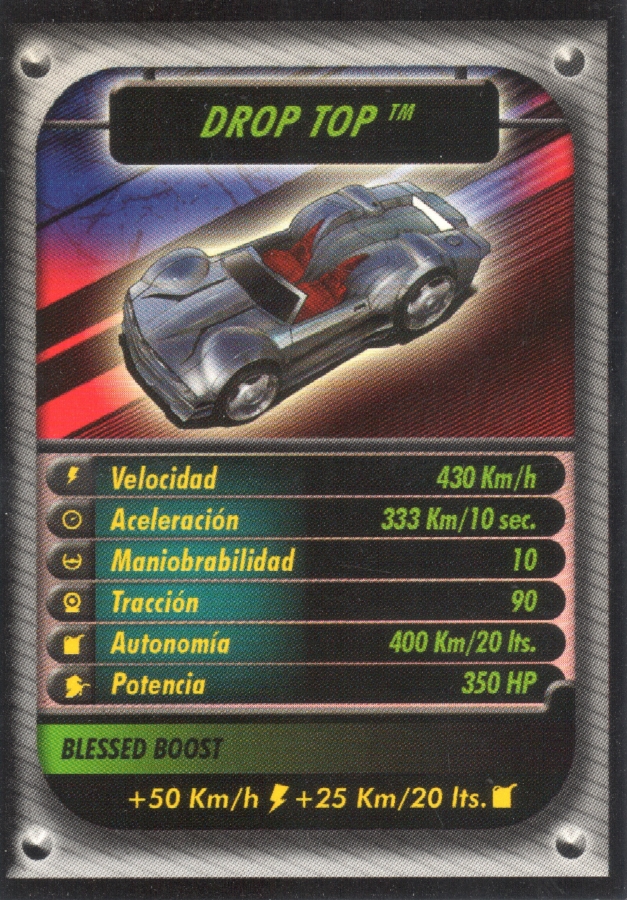 DROP TOP ™
Velocidad 430 Km/h
Aceleración 333 Km/10 sec.
Maniobrabilidad 10
Tracción 90
Autonomía 400 Km/20 lts.
Potencia 350 HP
BLESSED BOOST
+50 Km/h +25 Km/20 lts.